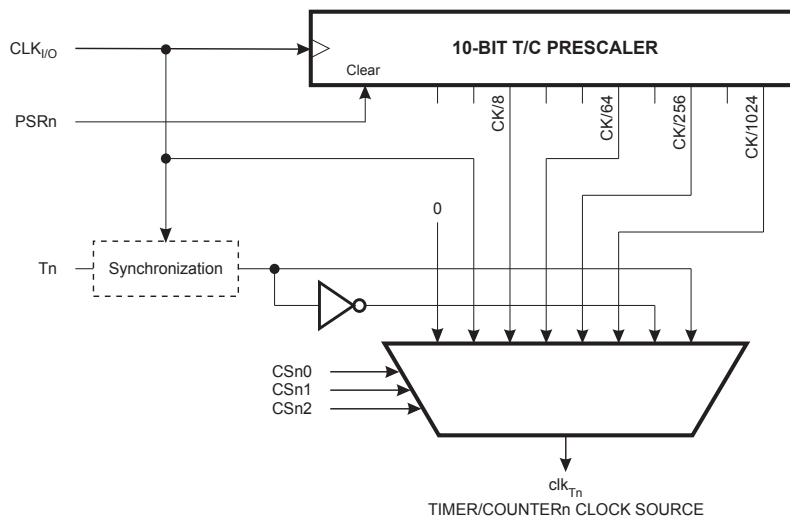 CLK I/O
10-BIT T/C PRESCALER
Clear
PSRn
CK/8
CK/64
CK/256
CK/1024
0
Tn
Synchronization
CSn0
CSn1
CSn2
clk Tn
TIMER/COUNTERn CLOCK SOURCE